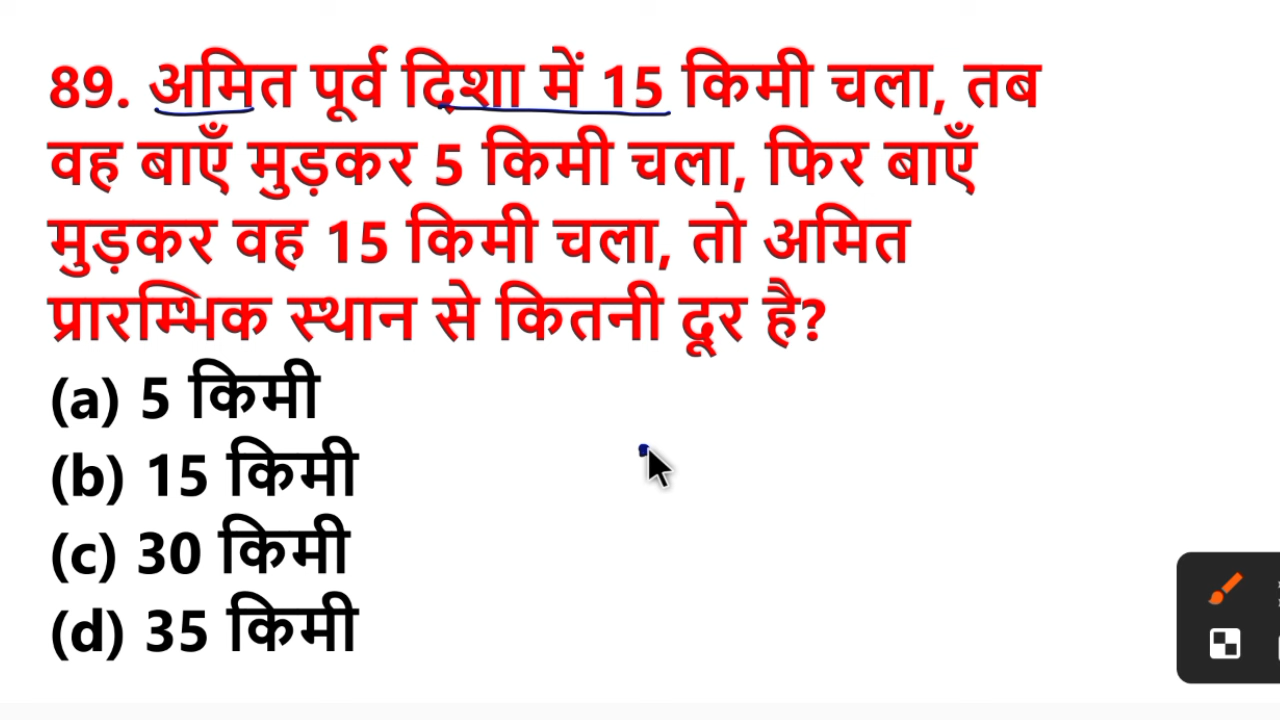 89. अमित पूर्व दिशा में 15 किमी चला, तब
वह बाएँ मुड़कर 5 किमी चला, फिर बाएँ
मुड़कर वह 15 किमी चला, तो अमित
प्रारम्भिक स्थान से कितनी दूर है?
(a) 5 किमी
(b) 15 किमी
(c) 30 किमी
(d) 35 किमी